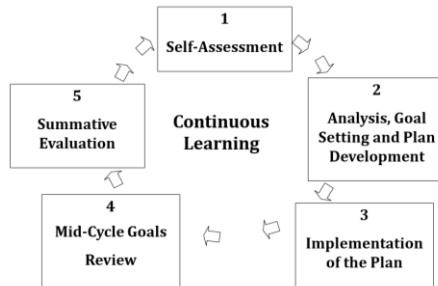 1
Self-Assessment
2
Analysis, Goal
Setting and Plan
Development
3
Implementation
of the Plan
4
Mid-Cycle Goals
Review
5
Summative
Evaluation
Continuous
Learning